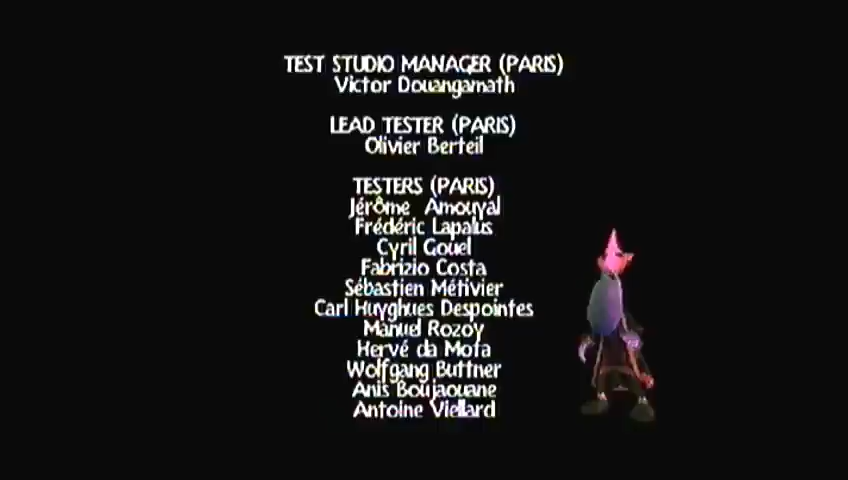 TEST STUDIO MANAGER (PARIS)
Victor Douangamath
LEAD TESTER (PARIS)
Olivier Berteil
TESTERS (PARIS)
Jérôme Amouyal
Frédéric Lapalus
Cyril Gouel
Fabrizio Costa
Sébastien Métivier
Carl Huyghues Despointes
Manuel Rozoy
Hervé da Mota
Wolfgang Buttner
Anis Boujaouane
Antoine Viellard